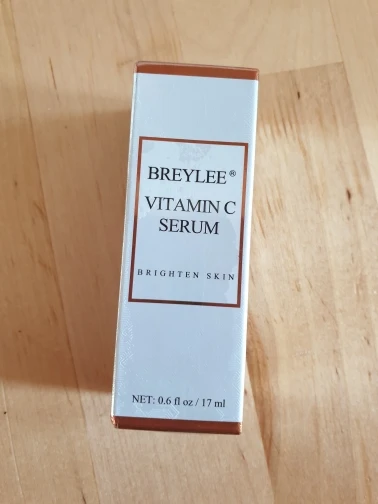 BREYLEE®
VITAMIN C
SERUM
BRIGHTEN SKIN
NET: 0.6 fl oz / 17 ml